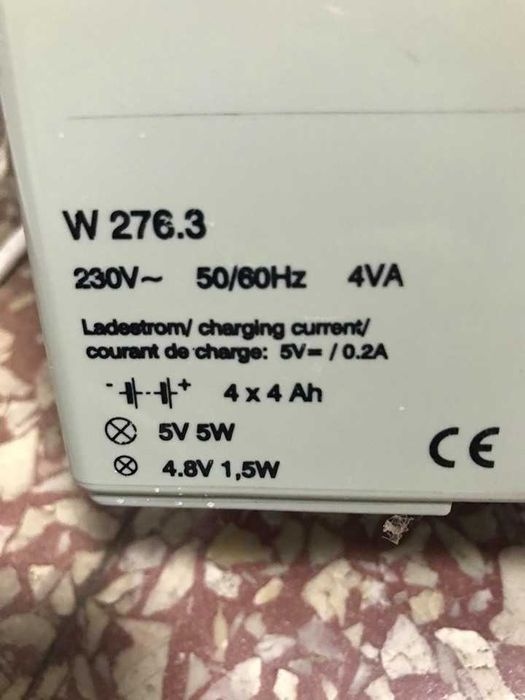 W 276.3
230V~ 50/60Hz 4VA
Ladestrom/ charging current/
courant de charge: 5V= / 0.2A
- + 4 x 4 Ah
5V 5W
4.8V 1,5W
CE